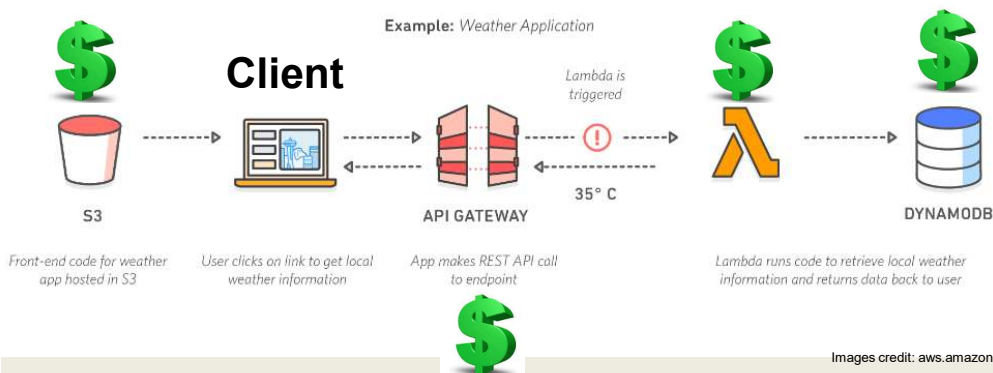 Example: Weather Application
Client
Lambda is
triggered
35° C
S3
API GATEWAY
DYNAMODB
Front-end code for weather
app hosted in S3
User clicks on link to get local
weather information
App makes REST API call
to endpoint
Lambda runs code to retrieve local weather
information and returns data back to user
Images credit: aws.amazon